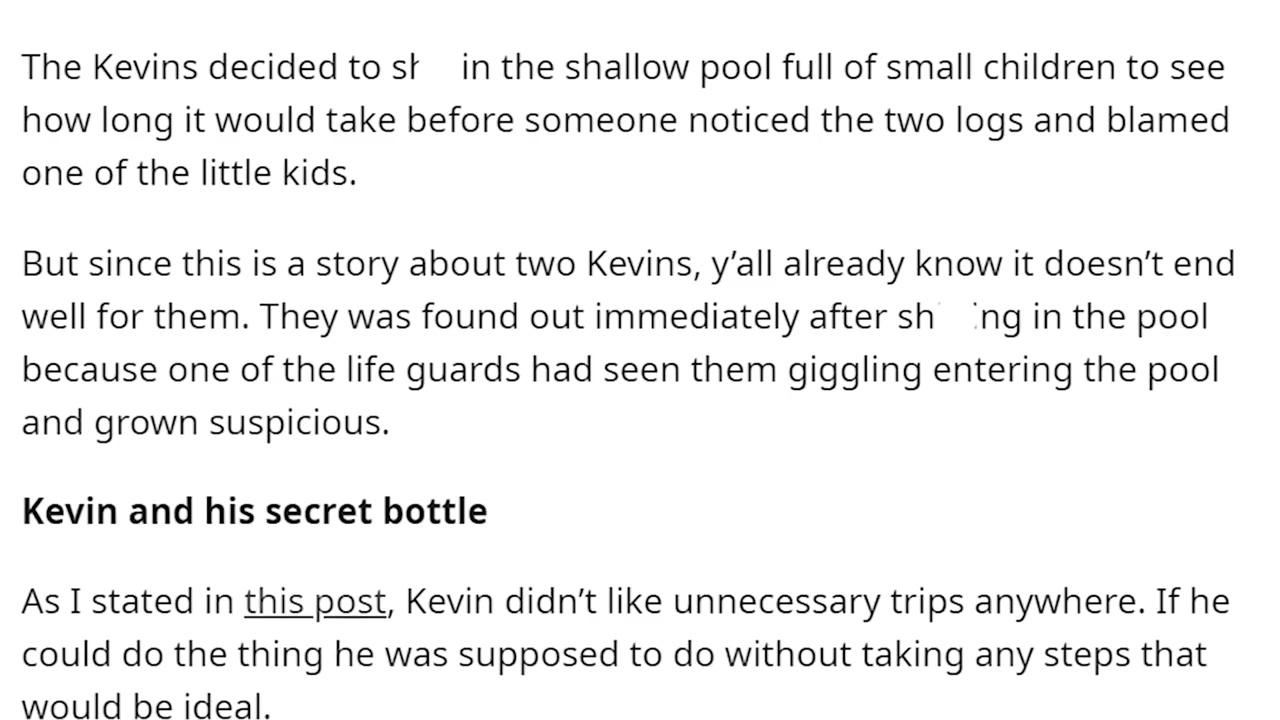 The Kevins decided to sh in the shallow pool full of small children to see
how long it would take before someone noticed the two logs and blamed
one of the little kids.
But since this is a story about two Kevins, y’all already know it doesn’t end
well for them. They was found out immediately after sh ng in the pool
because one of the life guards had seen them giggling entering the pool
and grown suspicious.
Kevin and his secret bottle
As I stated in this post, Kevin didn’t like unnecessary trips anywhere. If he
could do the thing he was supposed to do without taking any steps that
would be ideal.